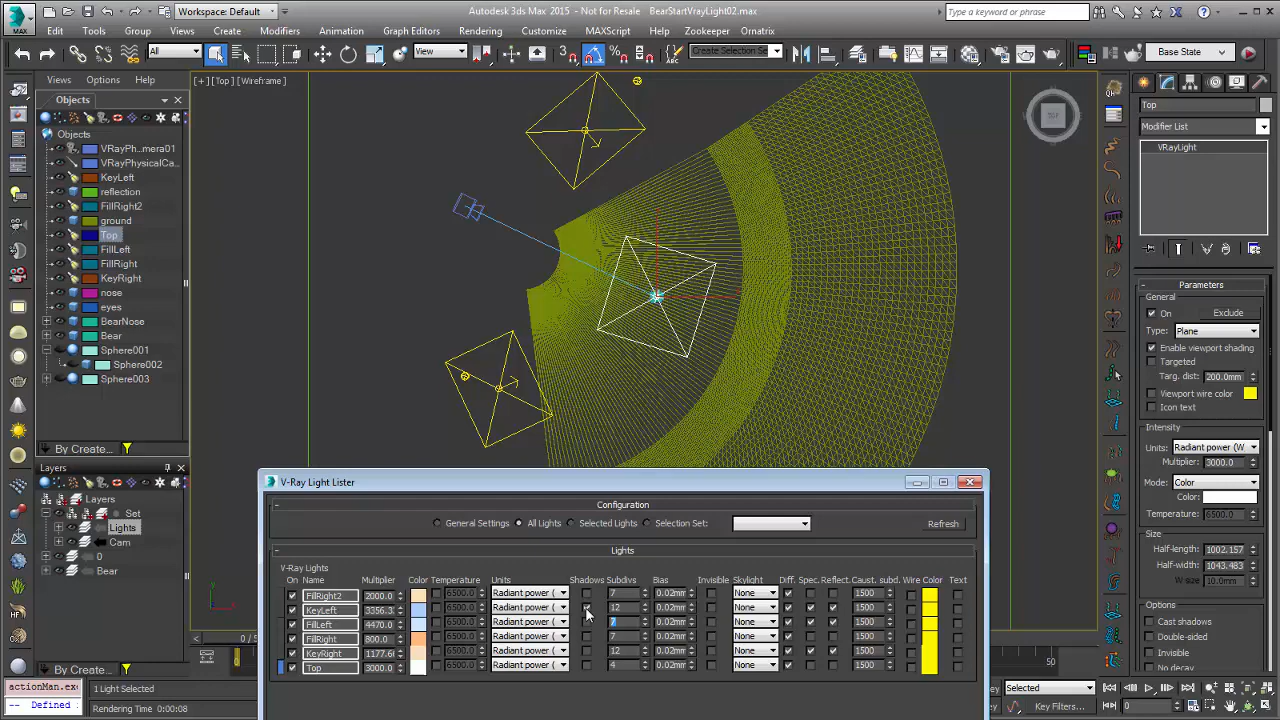 MAX
Workspace: Default
Autodesk 3ds Max 2015 - Not for Resale    BearStartVrayLight02.max
Type a keyword or phrase
Edit Tools Group Views Create Modifiers Animation Graph Editors Rendering Customize MAXScript Help Zookeeper Ornatrix
All
View
Create Selection Se
Base State
Views Options Help
[+] [Top] [Wireframe]
Objects
Objects
VRayPh...mera01
VRayPhysicalCa...
KeyLeft
reflection
FillRight2
ground
Top
FillLeft
FillRight
KeyRight
nose
eyes
BearNose
Bear
Sphere001
Sphere002
Sphere003
By Create...
Layers
Layers
Set
Lights
Cam
0
Bear
By Create...
TOP
Top
Modifier List
VRayLight
Parameters
General
On Exclude
Type: Plane
Enable viewport shading
Targeted
Targ. dist: 200.0mm
Viewport wire color
Icon text
Intensity
Units: Radiant power (W
Multiplier: 3000.0
Mode: Color
Color:
Temperature: 6500.0
Size
Half-length: 1002.157
Half-width: 1043.483
W size 10.0mm
Options
Cast shadows
Double-sided
Invisible
No decay
V-Ray Light Lister
Configuration
General Settings All Lights Selected Lights Selection Set: Refresh
Lights
V-Ray Lights
On Name Multiplier Color Temperature Units Shadows Subdivs Bias Invisible Skylight Diff. Spec. Reflect. Caust. subd. Wire Color Text
FillRight2 2000.0 6500.0 Radiant power ( 7 0.02mm None 1500
KeyLeft 3356.3 6500.0 Radiant power ( 12 0.02mm None 1500
FillLeft 4470.0 6500.0 Radiant power ( 7 0.02mm None 1500
FillRight 800.0 6500.0 Radiant power ( 7 0.02mm None 1500
KeyRight 1177.6 6500.0 Radiant power ( 12 0.02mm None 1500
Top 3000.0 6500.0 Radiant power ( 4 0.02mm None 1500
0 / 5
50
actionMan.exe
-- Defined
1 Light Selected
Rendering Time 0:00:08
Selected
Key Filters...
0